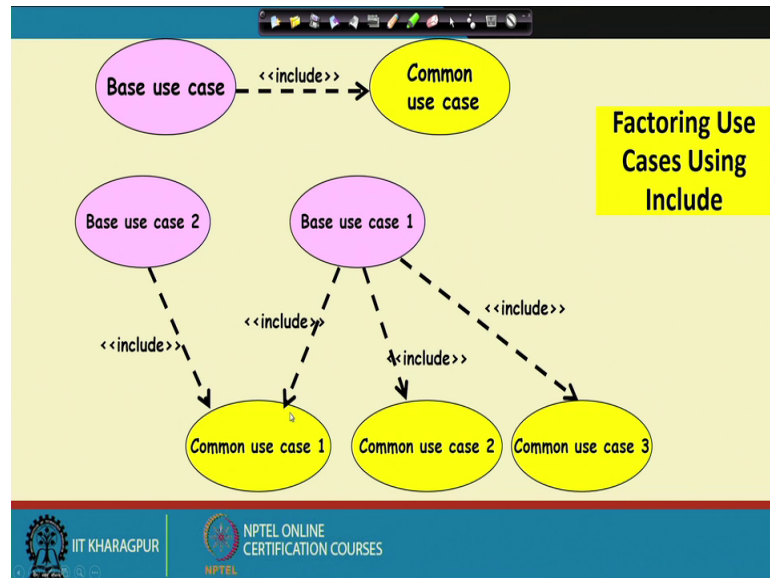 Base use case
<<include>>
Common
use case
Factoring Use
Cases Using
Include
Base use case 2
Base use case 1
<<include>>
<<include>>
<<include>>
<<include>>
Common use case 1
Common use case 2
Common use case 3
IIT KHARAGPUR
NPTEL
NPTEL ONLINE
CERTIFICATION COURSES